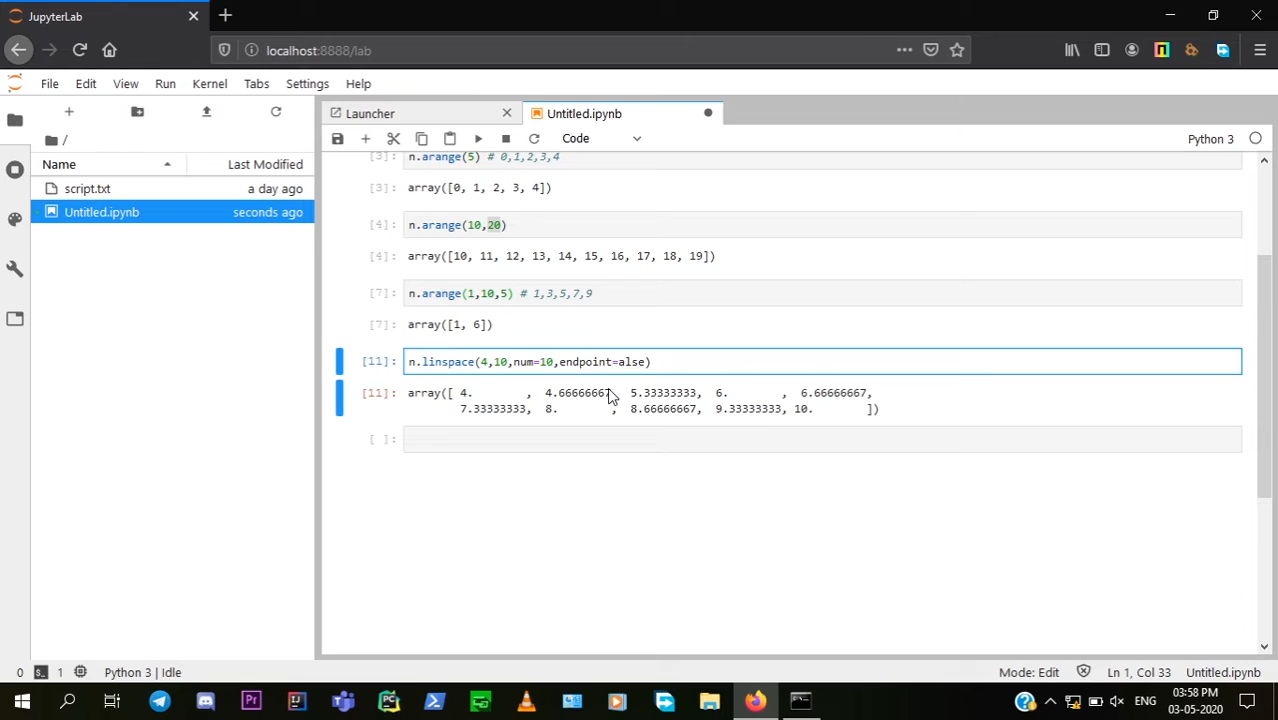 JupyterLab
localhost:8888/lab
File Edit View Run Kernel Tabs Settings Help
Launcher
Untitled.ipynb
Code
Python 3
/
Name
Last Modified
script.txt
a day ago
Untitled.ipynb
seconds ago
[3]: n.arange(5) # 0,1,2,3,4
[3]: array([0, 1, 2, 3, 4])
[4]: n.arange(10,20)
[4]: array([10, 11, 12, 13, 14, 15, 16, 17, 18, 19])
[7]: n.arange(1,10,5) # 1,3,5,7,9
[7]: array([1, 6])
[11]: n.linspace(4,10,num=10,endpoint=alse)
[11]: array([ 4.        ,  4.66666667,  5.33333333,  6.        ,  6.66666667,
7.33333333,  8.        ,  8.66666667,  9.33333333, 10.        ])
[ ]:
0 1 Python 3 | Idle
Mode: Edit
Ln 1, Col 33
Untitled.ipynb
ENG
03:58 PM
03-05-2020